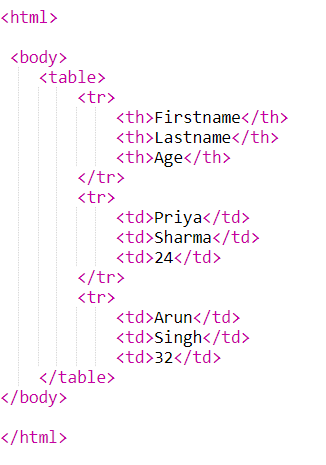 <html>
<body>
<table>
<tr>
<th>Firstname</th>
<th>Lastname</th>
<th>Age</th>
</tr>
<tr>
<td>Priya</td>
<td>Sharma</td>
<td>24</td>
</tr>
<tr>
<td>Arun</td>
<td>Singh</td>
<td>32</td>
</table>
</body>
</html>